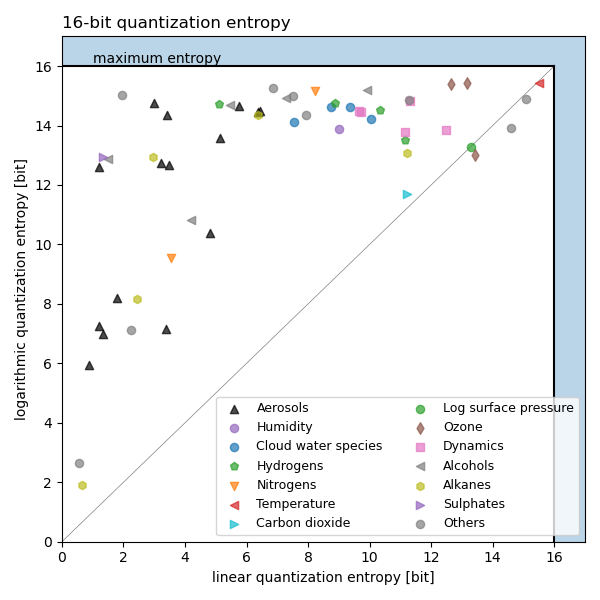 16-bit quantization entropy
maximum entropy
16
14
12
10
8
6
4
2
0
logarithmic quantization entropy [bit]
Aerosols
Humidity
Cloud water species
Hydrogens
Nitrogens
Temperature
Carbon dioxide
Log surface pressure
Ozone
Dynamics
Alcohols
Alkanes
Sulphates
Others
0 2 4 6 8 10 12 14 16
linear quantization entropy [bit]